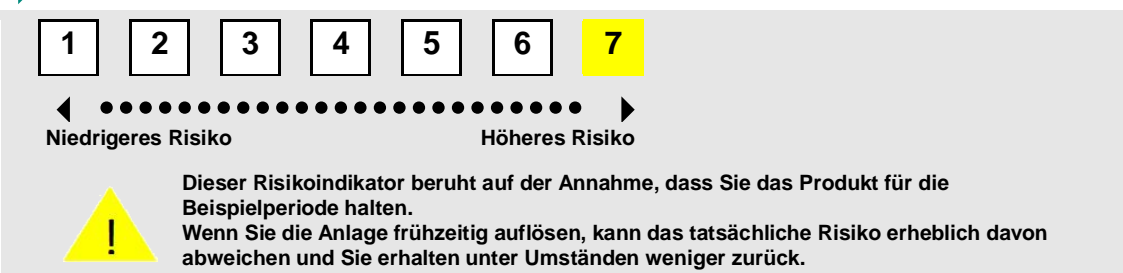 1 2 3 4 5 6 7
Niedrigeres Risiko Höheres Risiko
Dieser Risikoindikator beruht auf der Annahme, dass Sie das Produkt für die
Beispielperiode halten.
Wenn Sie die Anlage frühzeitig auflösen, kann das tatsächliche Risiko erheblich davon
abweichen und Sie erhalten unter Umständen weniger zurück.
!